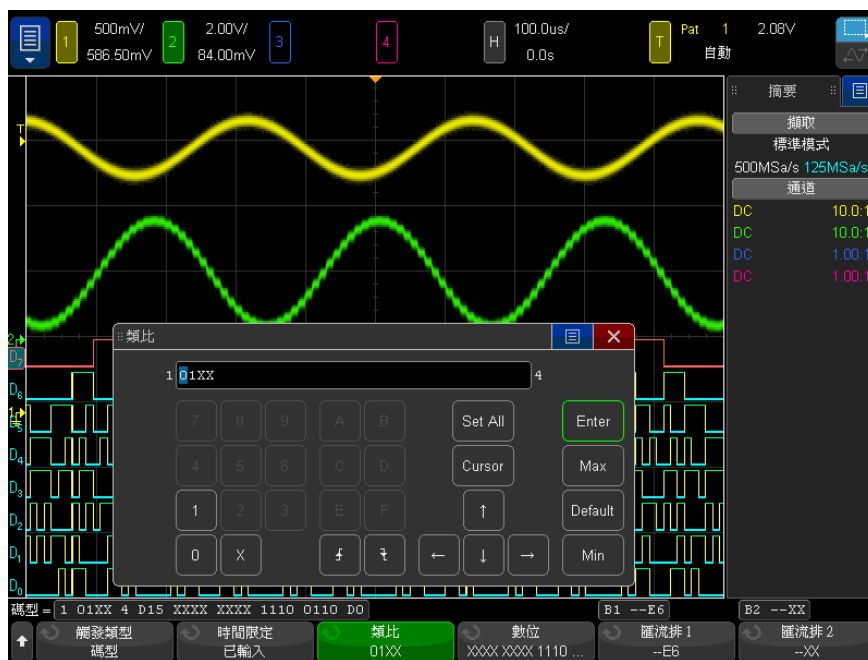 1 500mV/ 586.50mV 2 2.00V/ 84.00mV 3 4 H 100.0us/ 0.0s T Pat 1 2.08V 自動
摘要
擷取
標準模式
500MSa/s 125MSa/s
通道
DC 10.0:1
DC 10.0:1
DC 1.00:1
DC 1.00:1
T
2
D7
D6
D5
D4
D3
D2
D1
D0
類比
1 01XX 4
7 8 9 A B Set All Enter
4 5 6 C D Cursor Max
1 2 3 E F ↑ Default
0 X ← ↓ → Min
碼型 = 1 01XX 4 D15 XXXX XXXX 1110 0110 D0 B1 --E6 B2 --XX
觸發類型 時間限定 類比 數位 匯流排 1 匯流排 2
碼型 已輸入 01XX XXXX XXXX 1110 ... --E6 --XX